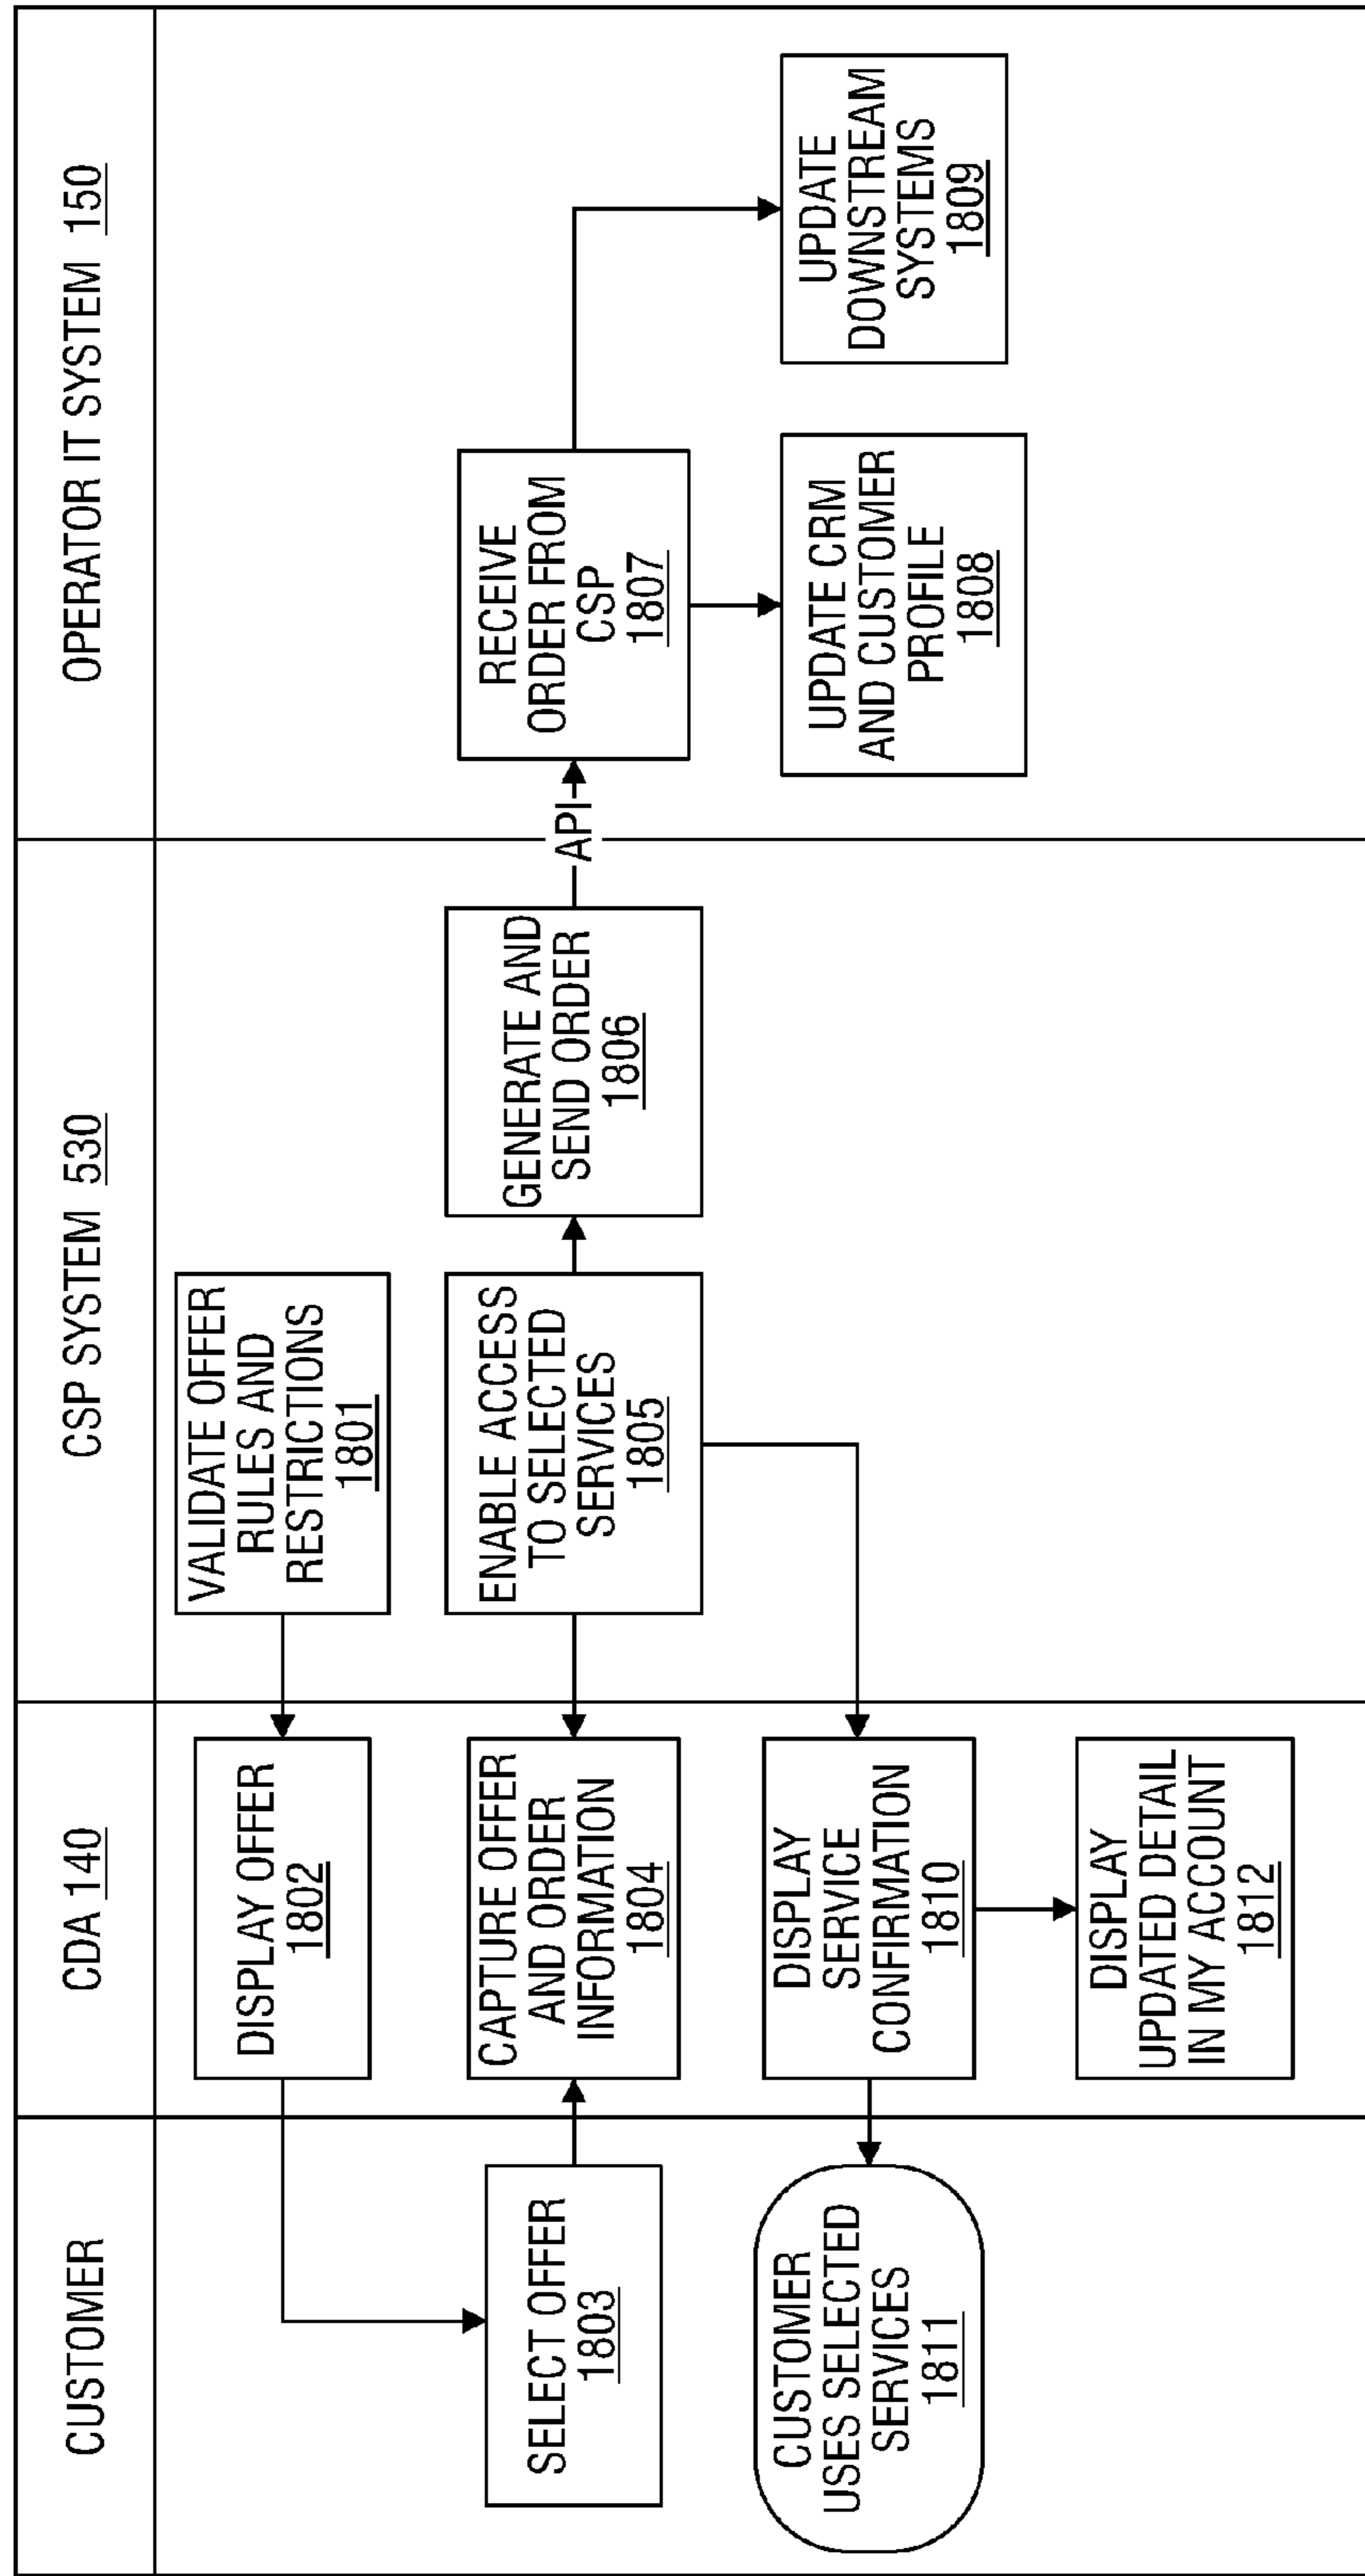 CUSTOMER
CDA 140
CSP SYSTEM 530
OPERATOR IT SYSTEM 150
DISPLAY OFFER
1802
VALIDATE OFFER
RULES AND
RESTRICTIONS
1801
SELECT OFFER
1803
CAPTURE OFFER
AND ORDER
INFORMATION
1804
ENABLE ACCESS
TO SELECTED
SERVICES
1805
GENERATE AND
SEND ORDER
1806
API
RECEIVE
ORDER FROM
CSP
1807
CUSTOMER
USES SELECTED
SERVICES
1811
DISPLAY
SERVICE
CONFIRMATION
1810
UPDATE CRM
AND CUSTOMER
PROFILE
1808
UPDATE
DOWNSTREAM
SYSTEMS
1809
DISPLAY
UPDATED DETAIL
IN MY ACCOUNT
1812